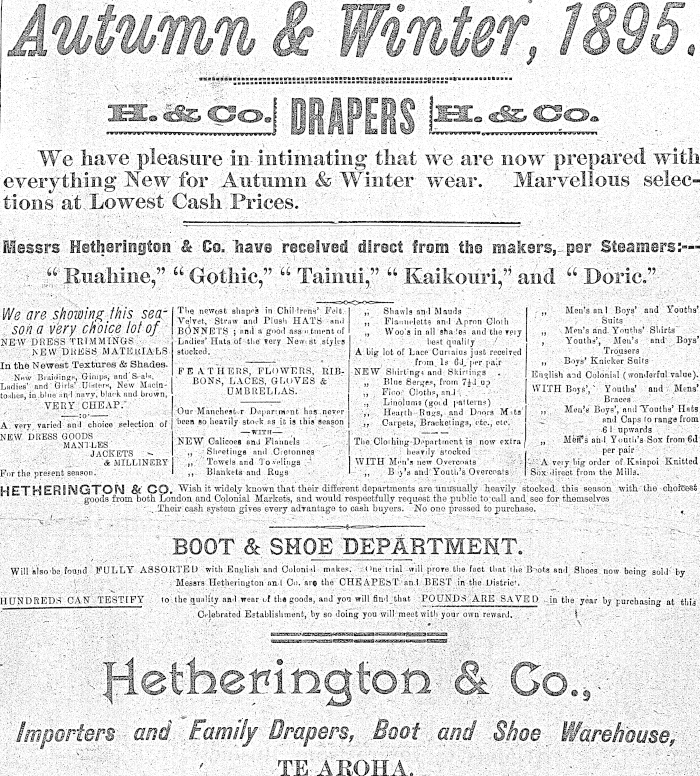 Autumn & Winter, 1895.
H. & Co. DRAPERS H. & Co.
We have pleasure in intimating that we are now prepared with
everything New for Autumn & Winter wear. Marvellous selec-
tions at Lowest Cash Prices.
Messrs Hetherington & Co. have received direct from the makers, per Steamers:—
"Ruahine," "Gothic," "Tainui," "Kaikouri," and "Doric."
We are showing this sea-
son a very choice lot of
NEW DRESS TRIMMINGS
NEW DRESS MATERIALS
In the Newest Textures & Shades.
New Braidings, Gimps, and Seals,
Ladies' and Girls' Ulsters, New Macin-
toshes, in blue and navy, black and brown,
VERY CHEAP.
A very varied and choice selection of
NEW DRESS GOODS
MANTLES
JACKETS
& MILLINERY
For the present season.
The newest shapes in Childrens' Felt
Velvet, Straw and Plush HATS and
BONNETS; and a good assortment of
Ladies' Hats of the very Newest styles
stocked.
FEATHERS, FLOWERS, RIB-
BONS, LACES, GLOVES &
UMBRELLAS.
Our Manchester Department has never
been so heavily stocked as it is this season
—WITH—
NEW Calicoes and Flannels
„ Sheetings and Cretonnes
„ Towels and Towelings
„ Blankets and Rugs
„ Shawls and Mauds
„ Flannelette and Apron Cloth
„ Wools in all shades and the very
best quality
A big lot of Lace Curtains just received
from 1s 6d, per pair
NEW Shirtings and Skirtings
„ Blue Serges, from 7½d up
„ Floor Cloths, and
„ Linolums (good patterns)
„ Hearth Rugs, and Doors Mats
„ Carpets, Bracketings, etc., etc.
The Clothing Department is now extra
heavily stocked
WITH Men's new Overcoats
„ Boy's and Youth's Overcoats
„ Men's and Boys' and Youths'
Suits
„ Men's and Youths' Shirts
„ Youths', Men's and Boys'
Trousers
„ Boys' Knicker Suits
English and Colonial (wonderful value).
WITH Boys', Youths' and Mens'
Braces
„ Men's Boys', and Youths' Hats
and Caps to range from
6d upwards
„ Men's and Youth's Sox from 6d
per pair
A very big order of Kaiapoi Knitted
Sox direct from the Mills.
HETHERINGTON & CO. Wish it widely known that their different departments are unusually heavily stocked this season with the choicest
goods from both London and Colonial Markets, and would respectfully request the public to call and see for themselves
Their cash system gives every advantage to cash buyers. No one pressed to purchase.
BOOT & SHOE DEPARTMENT.
Will also be found FULLY ASSORTED with English and Colonial makes. One trial will prove the fact that the Boots and Shoes now being sold by
Messrs Hetherington and Co. are the CHEAPEST and BEST in the District.
HUNDREDS CAN TESTIFY to the quality and wear of the goods, and you will find that POUNDS ARE SAVED in the year by purchasing at this
Celebrated Establishment, by so doing you will meet with your own reward.
Hetherington & Co.,
Importers and Family Drapers, Boot and Shoe Warehouse,
TE AROHA.